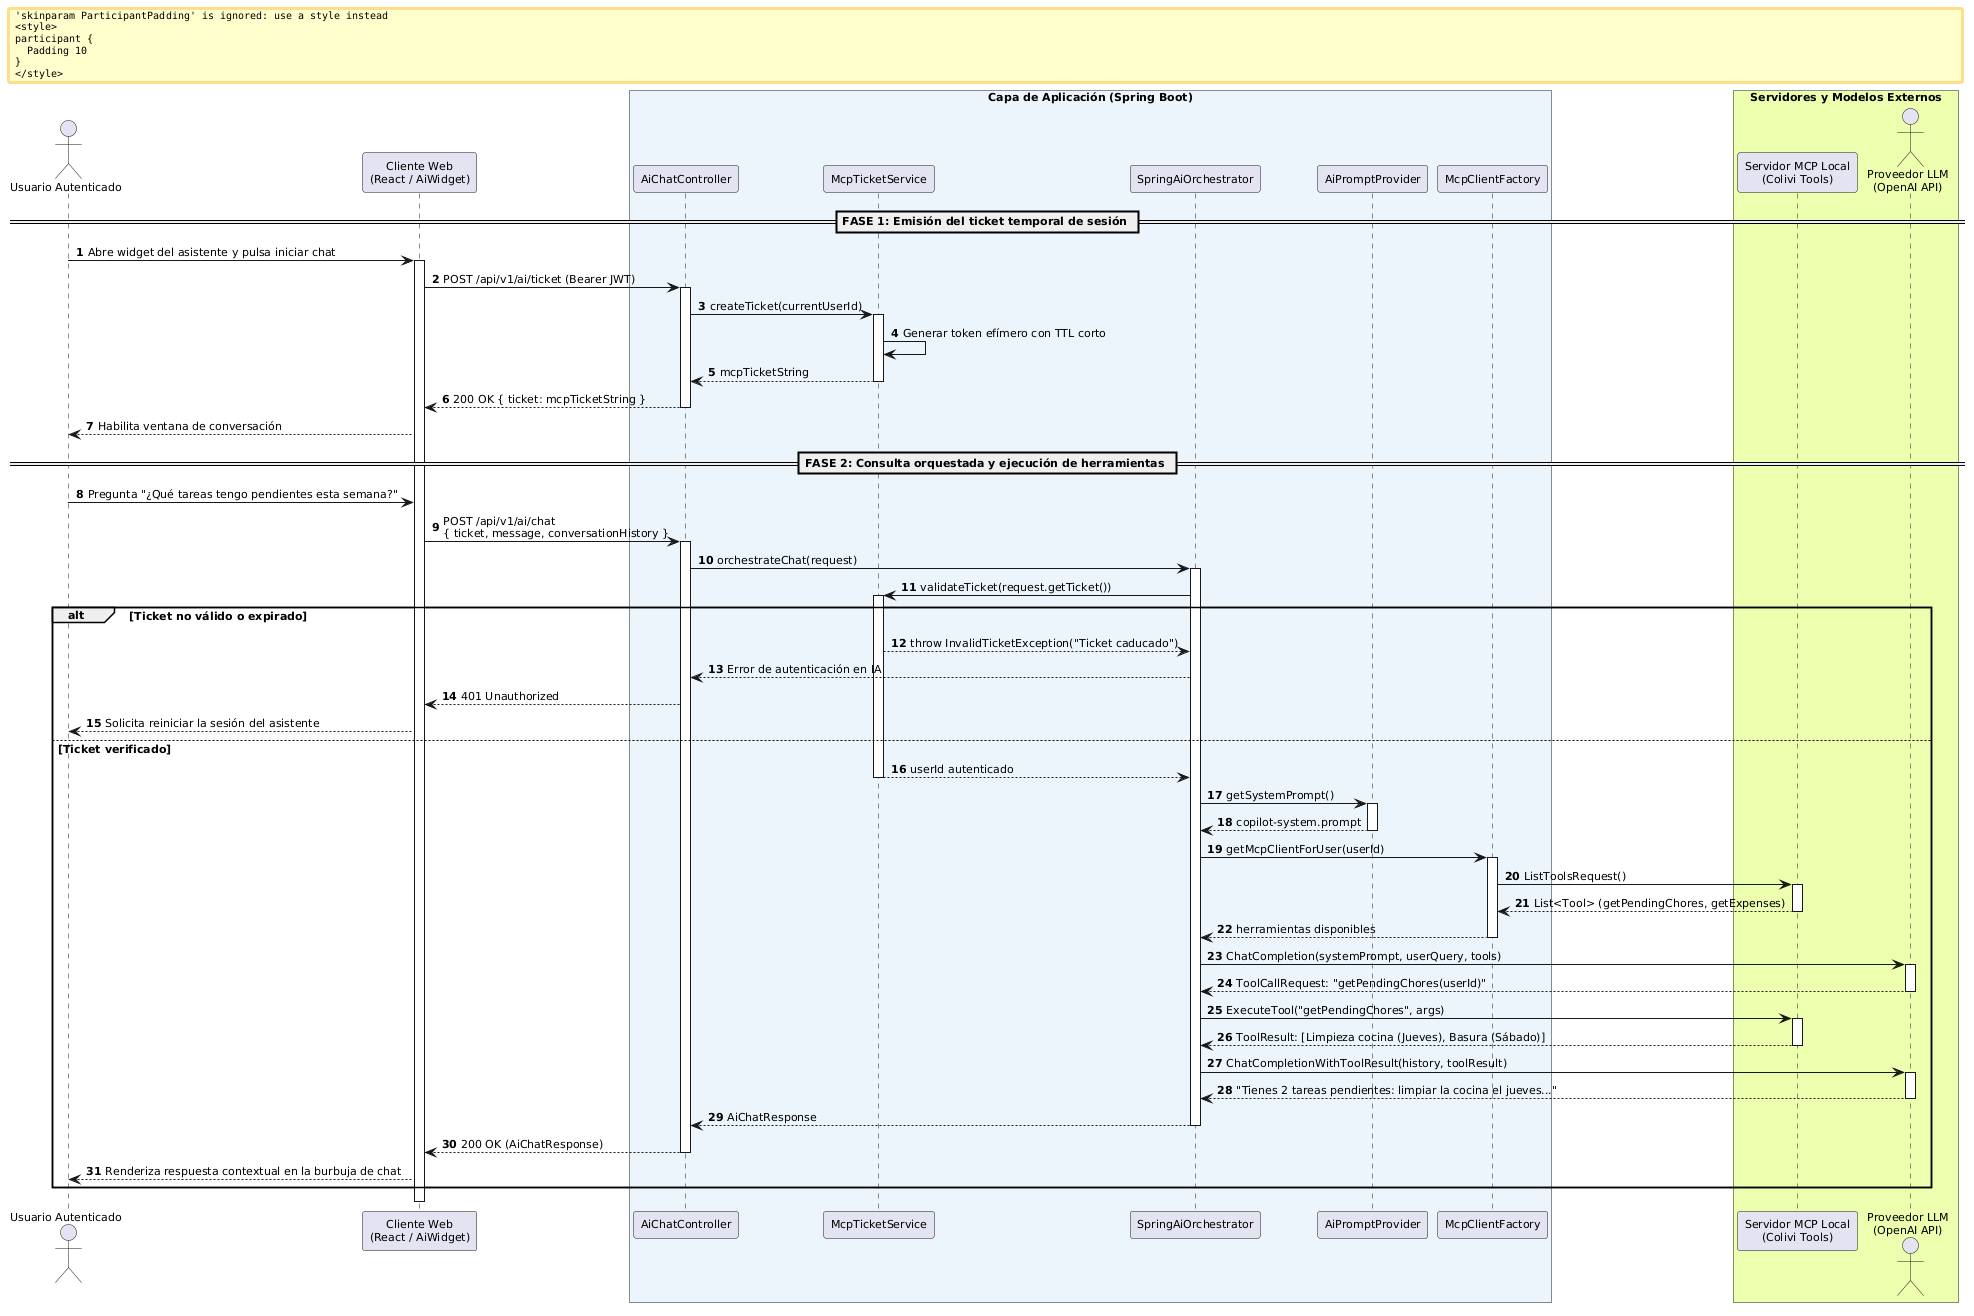 'skinparam ParticipantPadding' is ignored: use a style instead
<style>
participant {
  Padding 10
}
</style>
Capa de Aplicación (Spring Boot)
Servidores y Modelos Externos
Usuario Autenticado
Cliente Web
(React / AiWidget)
AiChatController
McpTicketService
SpringAiOrchestrator
AiPromptProvider
McpClientFactory
Servidor MCP Local
(Colivi Tools)
Proveedor LLM
(OpenAI API)
FASE 1: Emisión del ticket temporal de sesión
1 Abre widget del asistente y pulsa iniciar chat
2 POST /api/v1/ai/ticket (Bearer JWT)
3 createTicket(currentUserId)
4 Generar token efímero con TTL corto
5 mcpTicketString
6 200 OK { ticket: mcpTicketString }
7 Habilita ventana de conversación
FASE 2: Consulta orquestada y ejecución de herramientas
8 Pregunta "¿Qué tareas tengo pendientes esta semana?"
9 POST /api/v1/ai/chat
{ ticket, message, conversationHistory }
10 orchestrateChat(request)
11 validateTicket(request.getTicket())
alt [Ticket no válido o expirado]
12 throw InvalidTicketException("Ticket caducado")
13 Error de autenticación en IA
14 401 Unauthorized
15 Solicita reiniciar la sesión del asistente
[Ticket verificado]
16 userId autenticado
17 getSystemPrompt()
18 copilot-system.prompt
19 getMcpClientForUser(userId)
20 ListToolsRequest()
21 List<Tool> (getPendingChores, getExpenses)
22 herramientas disponibles
23 ChatCompletion(systemPrompt, userQuery, tools)
24 ToolCallRequest: "getPendingChores(userId)"
25 ExecuteTool("getPendingChores", args)
26 ToolResult: [Limpieza cocina (Jueves), Basura (Sábado)]
27 ChatCompletionWithToolResult(history, toolResult)
28 "Tienes 2 tareas pendientes: limpiar la cocina el jueves..."
29 AiChatResponse
30 200 OK (AiChatResponse)
31 Renderiza respuesta contextual en la burbuja de chat
Usuario Autenticado
Cliente Web
(React / AiWidget)
AiChatController
McpTicketService
SpringAiOrchestrator
AiPromptProvider
McpClientFactory
Servidor MCP Local
(Colivi Tools)
Proveedor LLM
(OpenAI API)